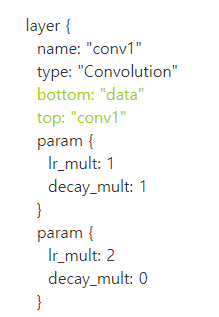 layer {
name: "conv1"
type: "Convolution"
bottom: "data"
top: "conv1"
param {
lr_mult: 1
decay_mult: 1
}
param {
lr_mult: 2
decay_mult: 0
}